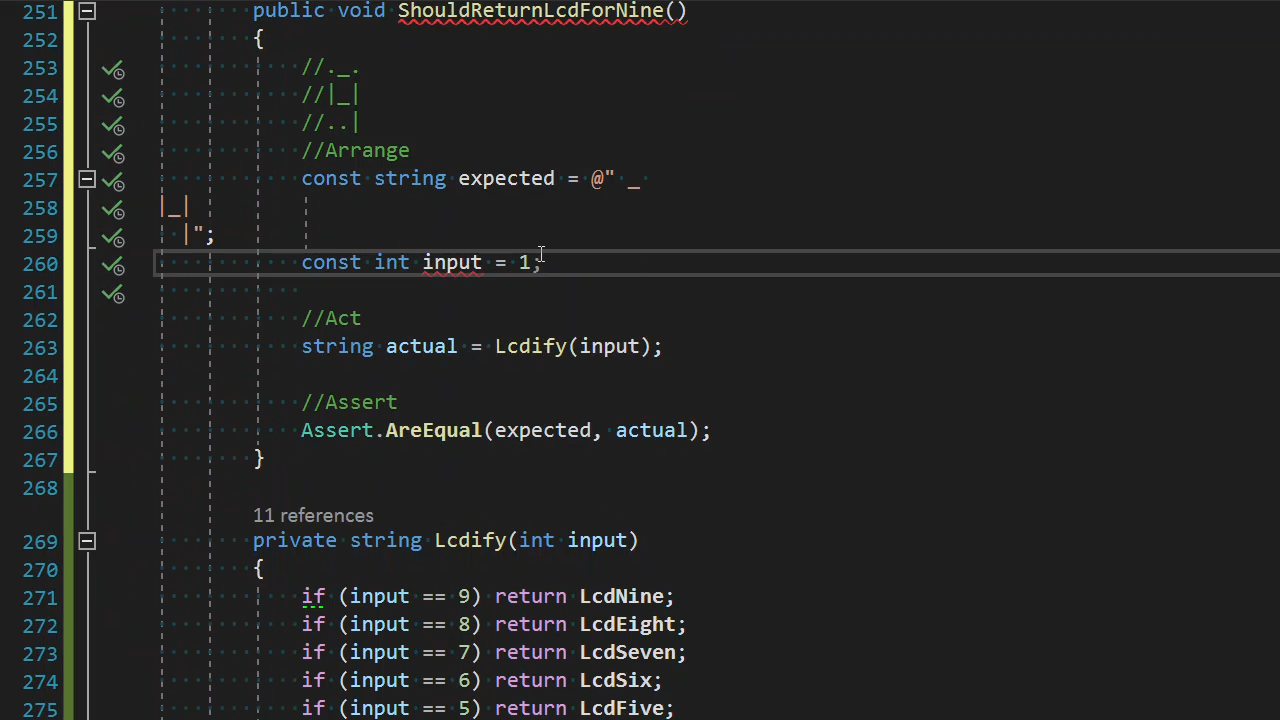 251 public void ShouldReturnLcdForNine()
252 {
253 //._.
254 //|_|
255 //..|
256 //Arrange
257 const string expected = @" _ 
258 |_|
259   |";
260 const int input = 1;
261
262 //Act
263 string actual = Lcdify(input);
264
265 //Assert
266 Assert.AreEqual(expected, actual);
267 }
268
11 references
269 private string Lcdify(int input)
270 {
271 if (input == 9) return LcdNine;
272 if (input == 8) return LcdEight;
273 if (input == 7) return LcdSeven;
274 if (input == 6) return LcdSix;
275 if (input == 5) return LcdFive;